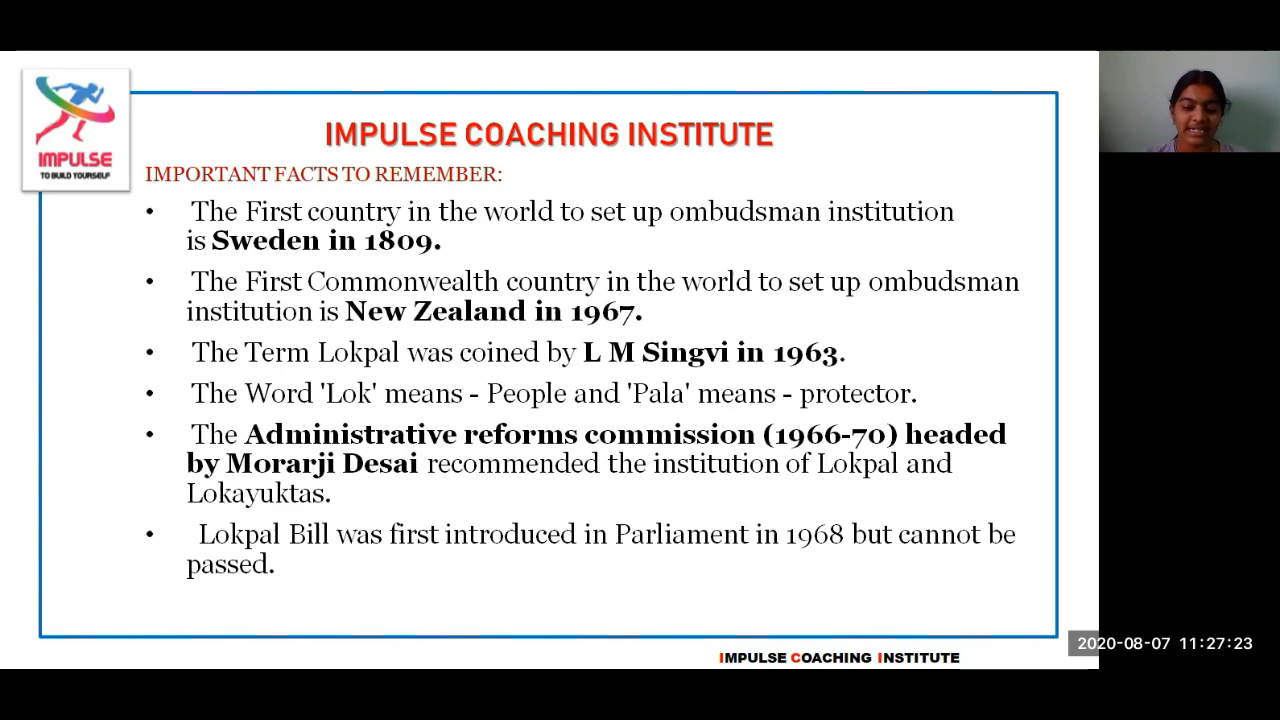 IMPULSE
TO BUILD YOURSELF
IMPULSE COACHING INSTITUTE
IMPORTANT FACTS TO REMEMBER:
• The First country in the world to set up ombudsman institution
is Sweden in 1809.
• The First Commonwealth country in the world to set up ombudsman
institution is New Zealand in 1967.
• The Term Lokpal was coined by L M Singvi in 1963.
• The Word 'Lok' means - People and 'Pala' means - protector.
• The Administrative reforms commission (1966-70) headed
by Morarji Desai recommended the institution of Lokpal and
Lokayuktas.
• Lokpal Bill was first introduced in Parliament in 1968 but cannot be
passed.
2020-08-07 11:27:23
IMPULSE COACHING INSTITUTE